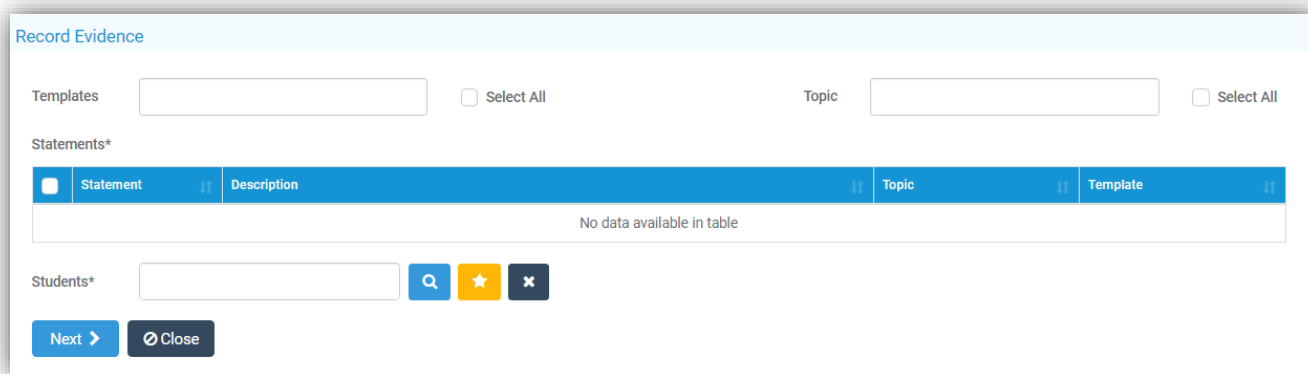 Record Evidence
Templates Select All Topic Select All
Statements*
Statement Description Topic Template
No data available in table
Students*
Next Close